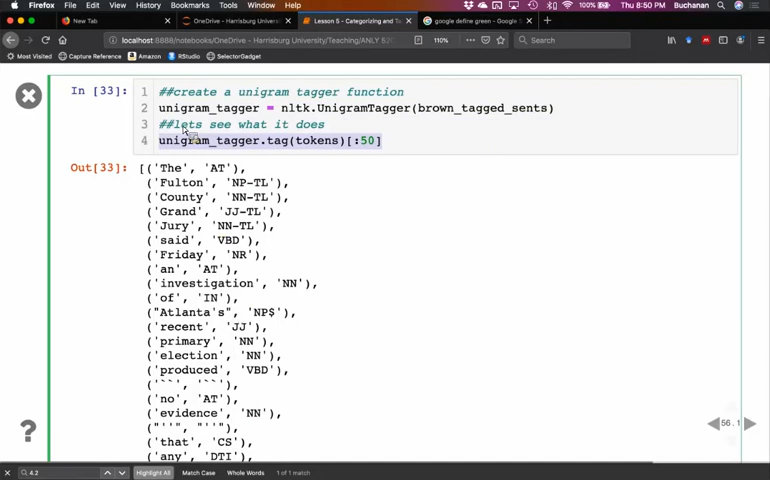 Firefox File Edit View History Bookmarks Tools Window Help 100% Thu 8:50 PM Buchanan
New Tab OneDrive - Harrisburg Universi Lesson 5 - Categorizing and Ta google define green - Google S
localhost:8888/notebooks/OneDrive - Harrisburg University/Teaching/ANLY 52 110% Search
Most Visited Capture Reference Amazon RStudio SelectorGadget
In [33]: 1 ##create a unigram tagger function
2 unigram_tagger = nltk.UnigramTagger(brown_tagged_sents)
3 ##lets see what it does
4 unigram_tagger.tag(tokens)[:50]
Out[33]: [('The', 'AT'),
('Fulton', 'NP-TL'),
('County', 'NN-TL'),
('Grand', 'JJ-TL'),
('Jury', 'NN-TL'),
('said', 'VBD'),
('Friday', 'NR'),
('an', 'AT'),
('investigation', 'NN'),
('of', 'IN'),
("Atlanta's", 'NP$'),
('recent', 'JJ'),
('primary', 'NN'),
('election', 'NN'),
('produced', 'VBD'),
('``', '``'),
('no', 'AT'),
('evidence', 'NN'),
("''", "''"),
('that', 'CS'),
('any', 'DTI'),
56.1
?
4.2 Highlight All Match Case Whole Words 1 of 1 match